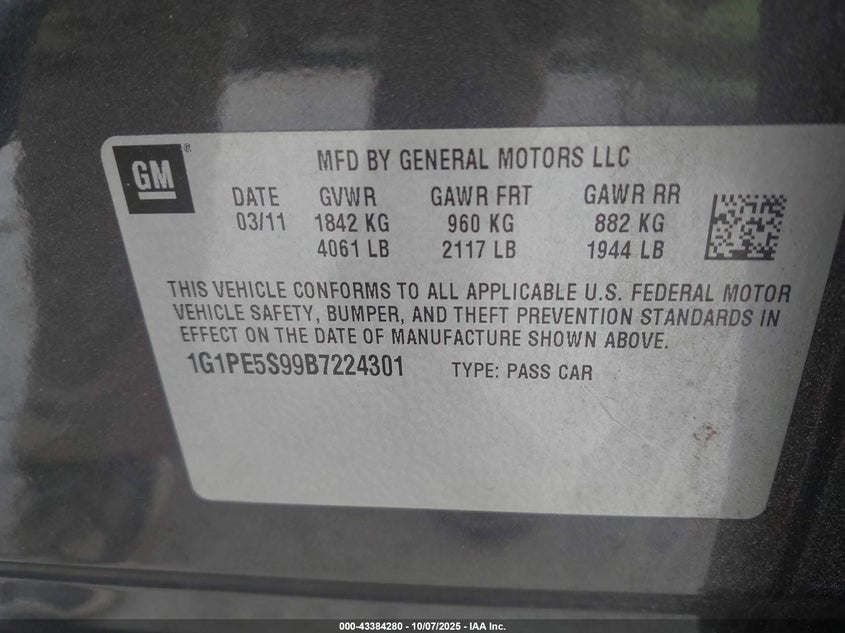 GM®
MFD BY GENERAL MOTORS LLC
DATE GVWR GAWR FRT GAWR RR
03/11 1842 KG 960 KG 882 KG
4061 LB 2117 LB 1944 LB
THIS VEHICLE CONFORMS TO ALL APPLICABLE U.S. FEDERAL MOTOR
VEHICLE SAFETY, BUMPER, AND THEFT PREVENTION STANDARDS IN
EFFECT ON THE DATE OF MANUFACTURE SHOWN ABOVE.
1G1PE5S99B7224301 TYPE: PASS CAR
000-43384280 - 10/07/2025 - IAA Inc.